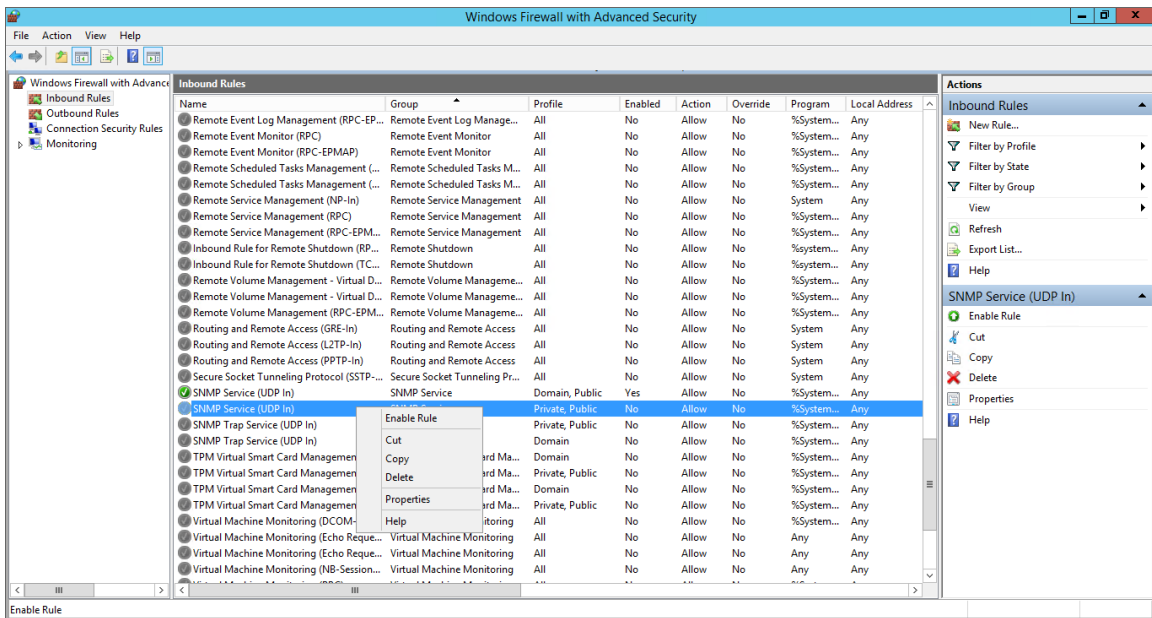 Windows Firewall with Advanced Security
File Action View Help
Windows Firewall with Advance
Inbound Rules
Outbound Rules
Connection Security Rules
Monitoring
Inbound Rules
Name Group Profile Enabled Action Override Program Local Address
Remote Event Log Management (RPC-EP... Remote Event Log Manage... All No Allow No %System... Any
Remote Event Monitor (RPC) Remote Event Monitor All No Allow No %System... Any
Remote Event Monitor (RPC-EPMAP) Remote Event Monitor All No Allow No %System... Any
Remote Scheduled Tasks Management (... Remote Scheduled Tasks M... All No Allow No %System... Any
Remote Scheduled Tasks Management (... Remote Scheduled Tasks M... All No Allow No %System... Any
Remote Service Management (NP-In) Remote Service Management All No Allow No System Any
Remote Service Management (RPC) Remote Service Management All No Allow No %System... Any
Remote Service Management (RPC-EPM... Remote Service Management All No Allow No %System... Any
Inbound Rule for Remote Shutdown (RP... Remote Shutdown All No Allow No %system... Any
Inbound Rule for Remote Shutdown (TC... Remote Shutdown All No Allow No %system... Any
Remote Volume Management - Virtual D... Remote Volume Manageme... All No Allow No %System... Any
Remote Volume Management - Virtual D... Remote Volume Manageme... All No Allow No %System... Any
Remote Volume Management (RPC-EPM... Remote Volume Manageme... All No Allow No %System... Any
Routing and Remote Access (GRE-In) Routing and Remote Access All No Allow No System Any
Routing and Remote Access (L2TP-In) Routing and Remote Access All No Allow No System Any
Routing and Remote Access (PPTP-In) Routing and Remote Access All No Allow No System Any
Secure Socket Tunneling Protocol (SSTP-... Secure Socket Tunneling Pr... All No Allow No System Any
SNMP Service (UDP In) SNMP Service Domain, Public Yes Allow No %System... Any
SNMP Service (UDP In) Private, Public No Allow No %System... Any
SNMP Trap Service (UDP In) Private, Public No Allow No %System... Any
SNMP Trap Service (UDP In) Domain No Allow No %System... Any
TPM Virtual Smart Card Managemen ard Ma... Domain No Allow No %System... Any
TPM Virtual Smart Card Managemen ard Ma... Private, Public No Allow No %System... Any
TPM Virtual Smart Card Managemen ard Ma... Domain No Allow No %System... Any
TPM Virtual Smart Card Managemen ard Ma... Private, Public No Allow No %System... Any
Virtual Machine Monitoring (DCOM- itoring All No Allow No %System... Any
Virtual Machine Monitoring (Echo Reque... Virtual Machine Monitoring All No Allow No Any Any
Virtual Machine Monitoring (Echo Reque... Virtual Machine Monitoring All No Allow No Any Any
Virtual Machine Monitoring (NB-Session... Virtual Machine Monitoring All No Allow No Any Any
Enable Rule
Cut
Copy
Delete
Properties
Help
Actions
Inbound Rules
New Rule...
Filter by Profile
Filter by State
Filter by Group
View
Refresh
Export List...
Help
SNMP Service (UDP In)
Enable Rule
Cut
Copy
Delete
Properties
Help
Enable Rule